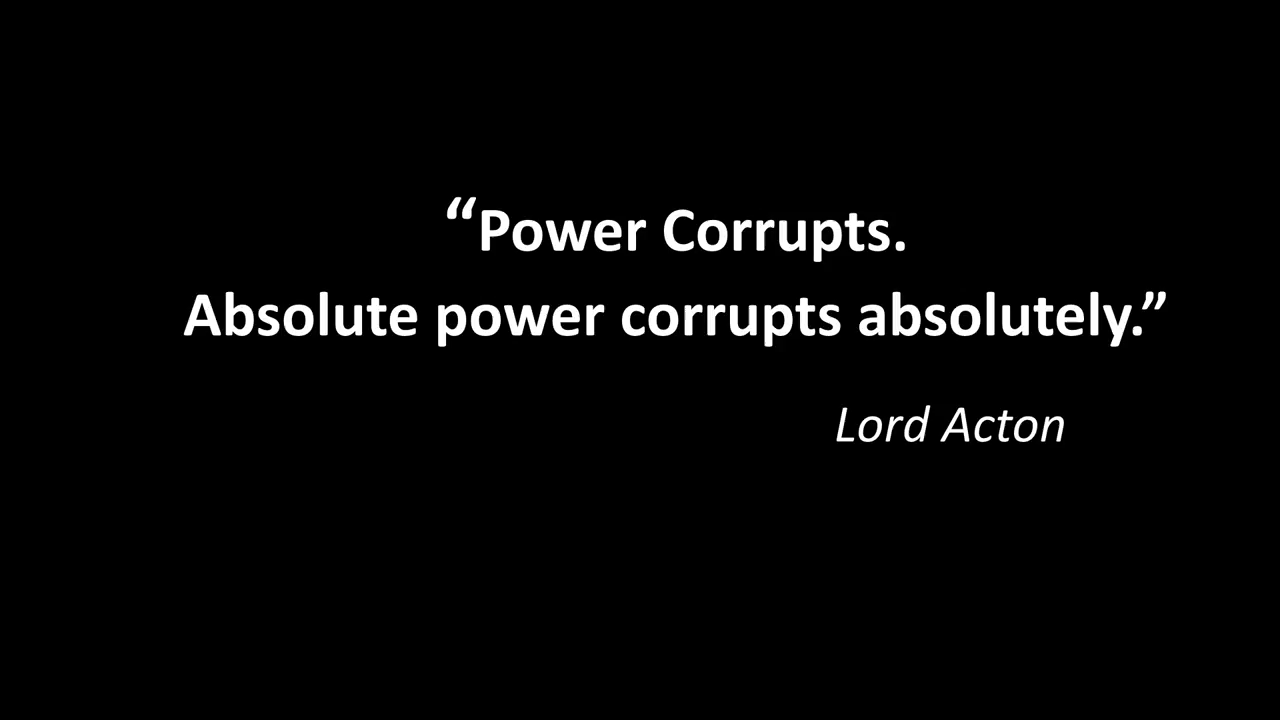 “Power Corrupts.
Absolute power corrupts absolutely.”
Lord Acton